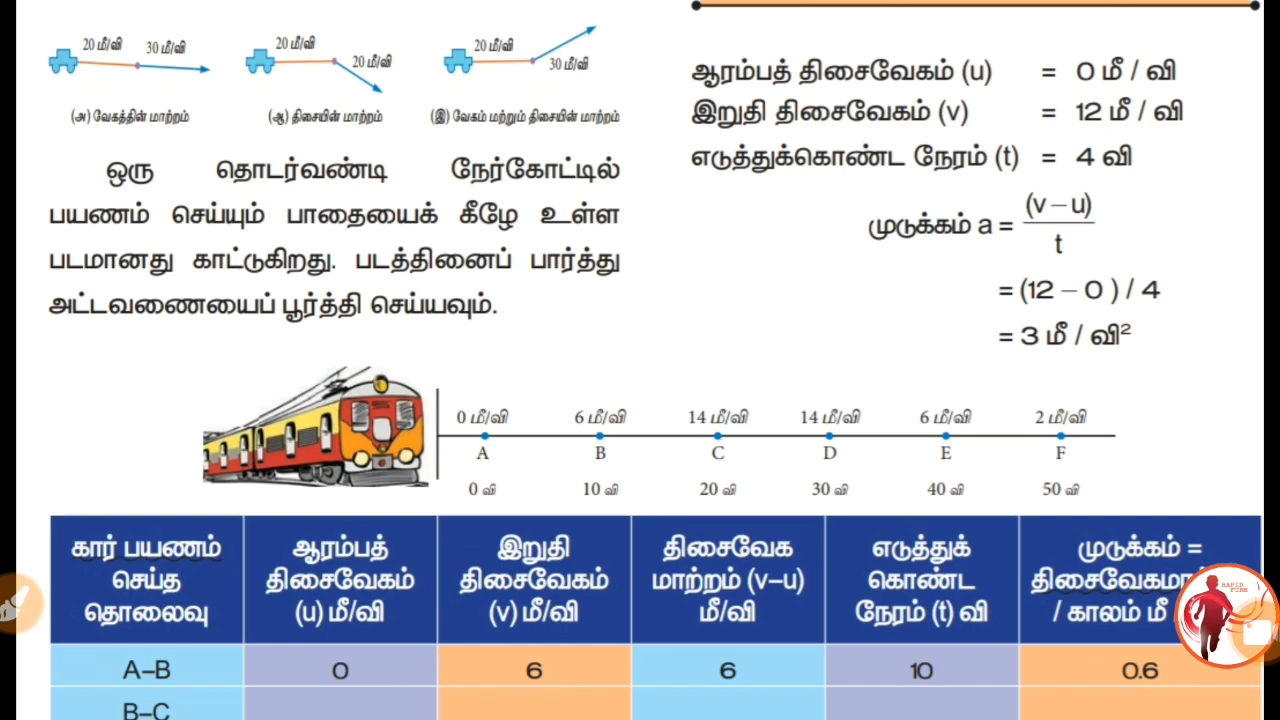 20 மீ/வி 30 மீ/வி
(அ) வேகத்தின் மாற்றம்
20 மீ/வி 20 மீ/வி
(ஆ) திசையின் மாற்றம்
20 மீ/வி 30 மீ/வி
(இ) வேகம் மற்றும் திசையின் மாற்றம்
ஒரு தொடர்வண்டி நேர்கோட்டில்
பயணம் செய்யும் பாதையைக் கீழே உள்ள
படமானது காட்டுகிறது. படத்தினைப் பார்த்து
அட்டவணையைப் பூர்த்தி செய்யவும்.
ஆரம்பத் திசைவேகம் (u) = 0 மீ / வி
இறுதி திசைவேகம் (v) = 12 மீ / வி
எடுத்துக்கொண்ட நேரம் (t) = 4 வி
முடுக்கம் a = (v – u)
t
= (12 – 0 ) / 4
= 3 மீ / வி²
0 மீ/வி 6 மீ/வி 14 மீ/வி 14 மீ/வி 6 மீ/வி 2 மீ/வி
A B C D E F
0 வி 10 வி 20 வி 30 வி 40 வி 50 வி
கார் பயணம் செய்த தொலைவு
ஆரம்பத் திசைவேகம் (u) மீ/வி
இறுதி திசைவேகம் (v) மீ/வி
திசைவேக மாற்றம் (v–u) மீ/வி
எடுத்துக் கொண்ட நேரம் (t) வி
முடுக்கம் =
/ காலம் மீ
RAPID
FIRE
A–B 0 6 6 10 0.6
B–C